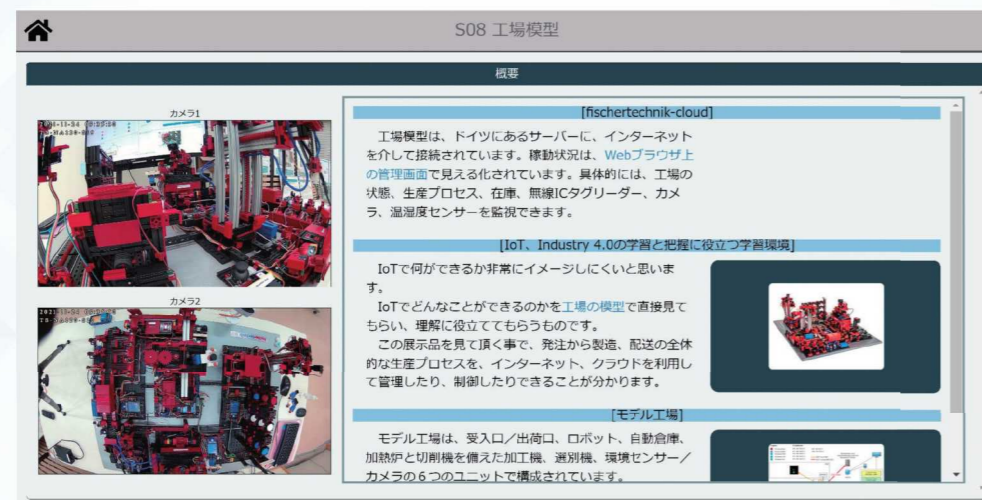 S08 工場模型
概要
カメラ1
カメラ2
[fischertechnik-cloud]
工場模型は、ドイツにあるサーバーに、インターネット
を介して接続されています。稼動状況は、Webブラウザ上
の管理画面で見える化されています。具体的には、工場の
状態、生産プロセス、在庫、無線ICタグリーダー、カメ
ラ、温湿度センサーを監視できます。
[IoT、Industry 4.0の学習と把握に役立つ学習環境]
IoTで何ができるか非常にイメージしにくいと思いま
す。
IoTでどんなことができるのかを工場の模型で直接見て
もらい、理解に役立ててもらうものです。
この展示品を見て頂く事で、発注から製造、配送の全体
的な生産プロセスを、インターネット、クラウドを利用し
て管理したり、制御したりできることが分かります。
[モデル工場]
モデル工場は、受入口／出荷口、ロボット、自動倉庫、
加熱炉と切削機を備えた加工機、選別機、環境センサー／
カメラの６つのユニットで構成されています。